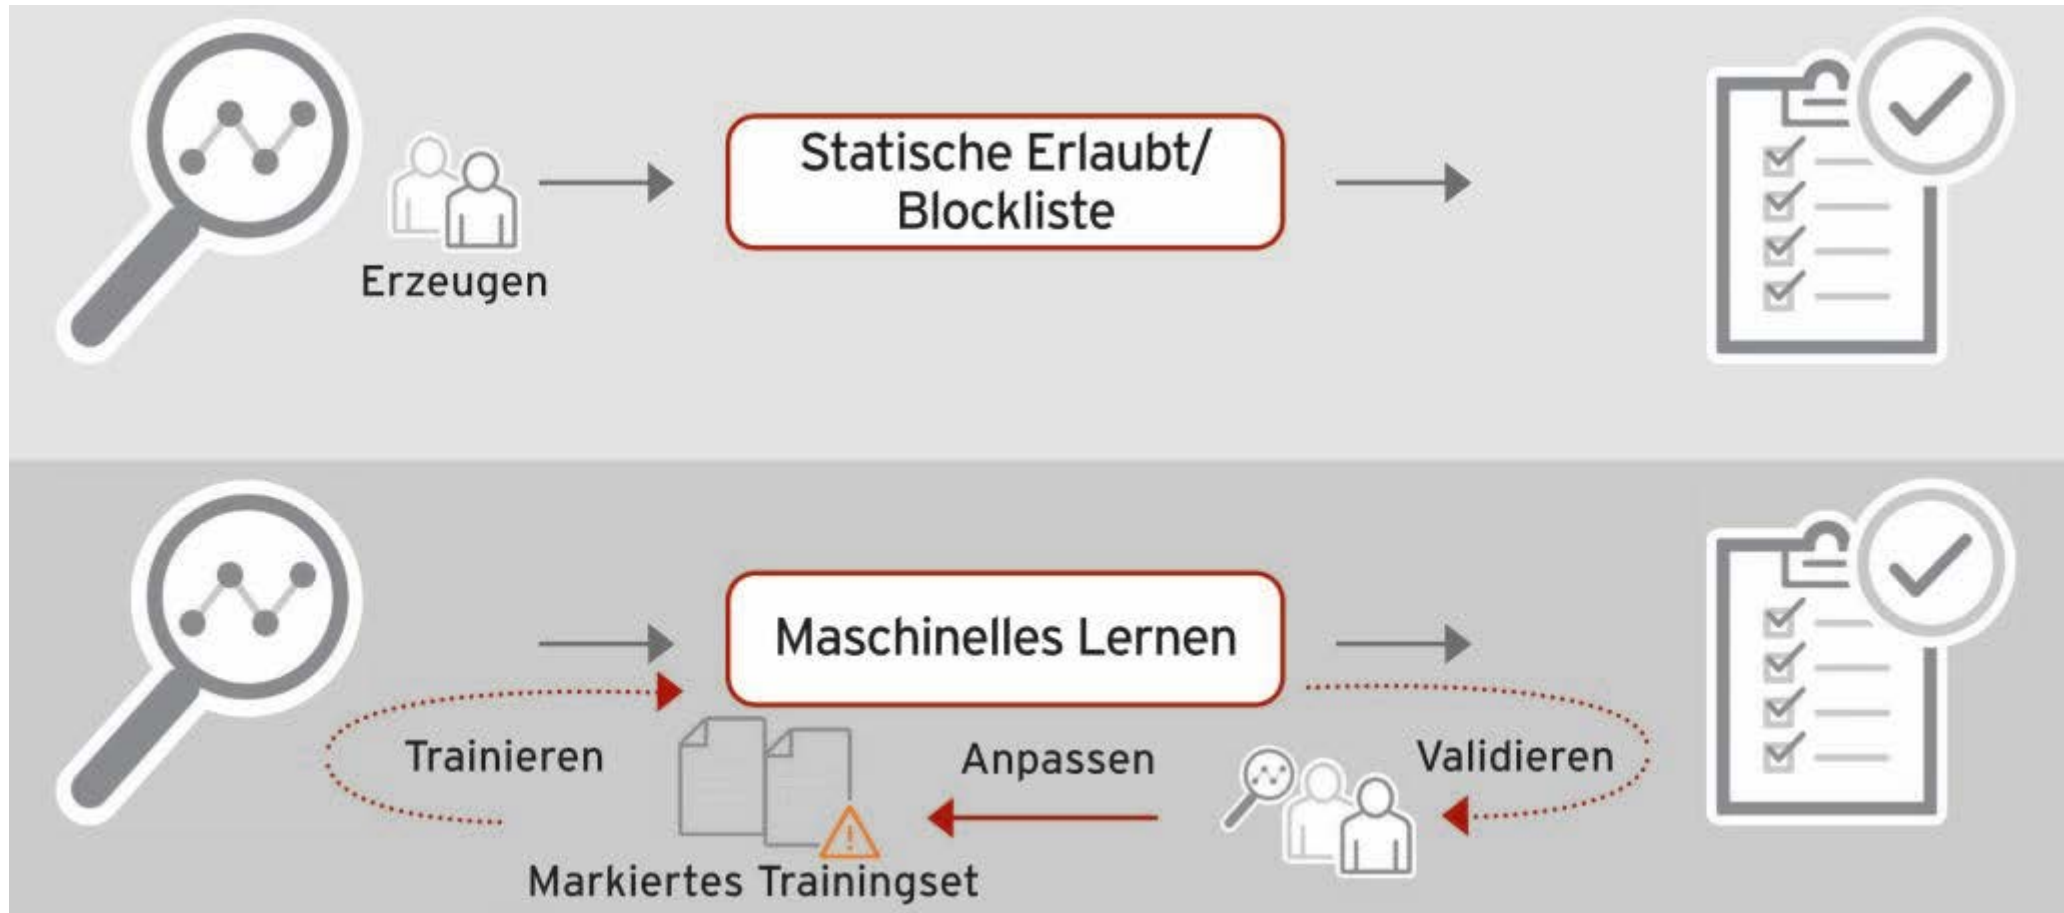 Statische Erlaubt/
Blockliste
Erzeugen
Maschinelles Lernen
Trainieren
Anpassen
Validieren
Markiertes Trainingset